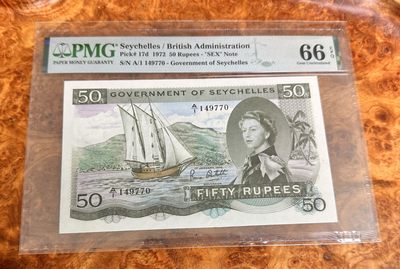 PMG
PAPER MONEY GUARANTY
Seychelles / British Administration
Pick# 17d 1972 50 Rupees - "SEX" Note
S/N A/1 149770 - Government of Seychelles
66 EPQ
Gem Uncirculated
50 GOVERNMENT OF SEYCHELLES 50
A/1 149770
A/1 149770
50 FIFTY RUPEES 50